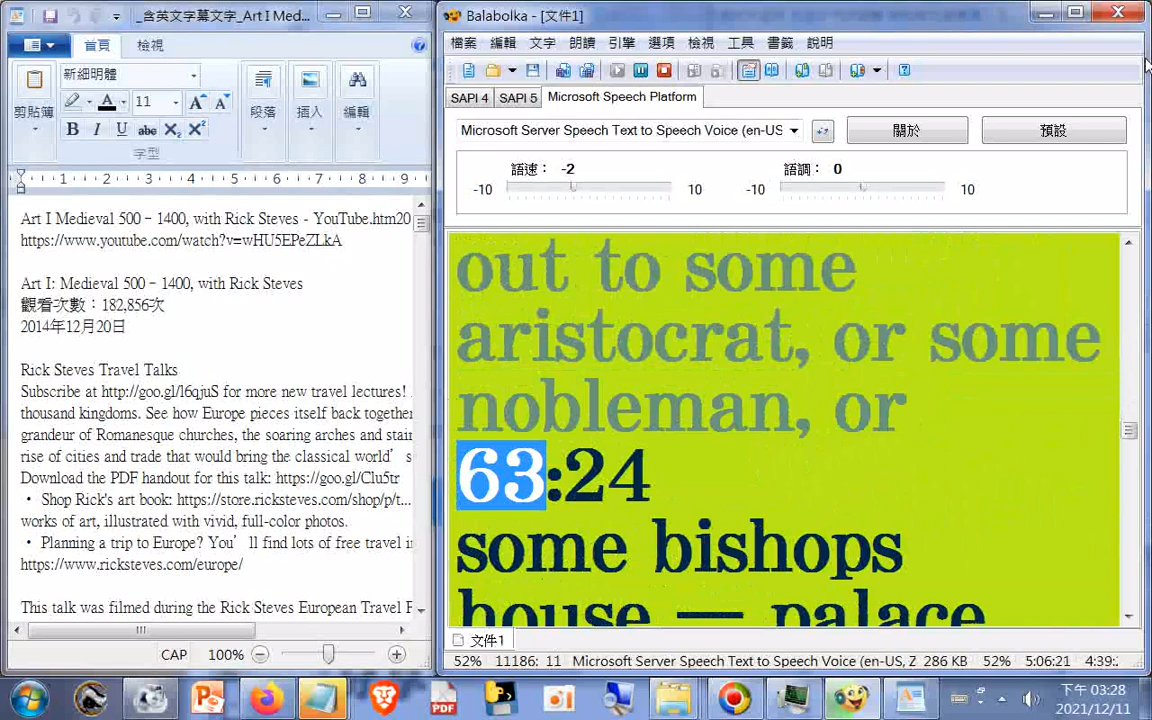 _含英文字幕文字_Art I Med...
首頁
檢視
新細明體
11
剪貼簿
B I U abc X₂ X²
字型
段落
插入
編輯
1 2 3 4 5 6 7 8 9
Art I Medieval 500－1400, with Rick Steves - YouTube.htm20
https://www.youtube.com/watch?v=wHU5EPeZLkA
Art I: Medieval 500－1400, with Rick Steves
觀看次數：182,856次
2014年12月20日
Rick Steves Travel Talks
Subscribe at http://goo.gl/l6qjuS for more new travel lectures!
thousand kingdoms. See how Europe pieces itself back together
grandeur of Romanesque churches, the soaring arches and stai
rise of cities and trade that would bring the classical world’s
Download the PDF handout for this talk: https://goo.gl/Clu5tr
• Shop Rick's art book: https://store.ricksteves.com/shop/p/t...
works of art, illustrated with vivid, full-color photos.
• Planning a trip to Europe? You’ll find lots of free travel i
https://www.ricksteves.com/europe/
This talk was filmed during the Rick Steves European Travel F
CAP 100%
Balabolka - [文件1]
檔案 編輯 文字 朗讀 引擎 選項 檢視 工具 書籤 說明
SAPI 4 SAPI 5 Microsoft Speech Platform
Microsoft Server Speech Text to Speech Voice (en-US
關於
預設
語速： -2
語調： 0
-10 10 -10 10
out to some
aristocrat, or some
nobleman, or
63:24
some bishops
house — palace
文件1
52% 11186: 11 Microsoft Server Speech Text to Speech Voice (en-US, Z 286 KB 52% 5:06:21 4:39:
PDF
下午 03:28
2021/12/11